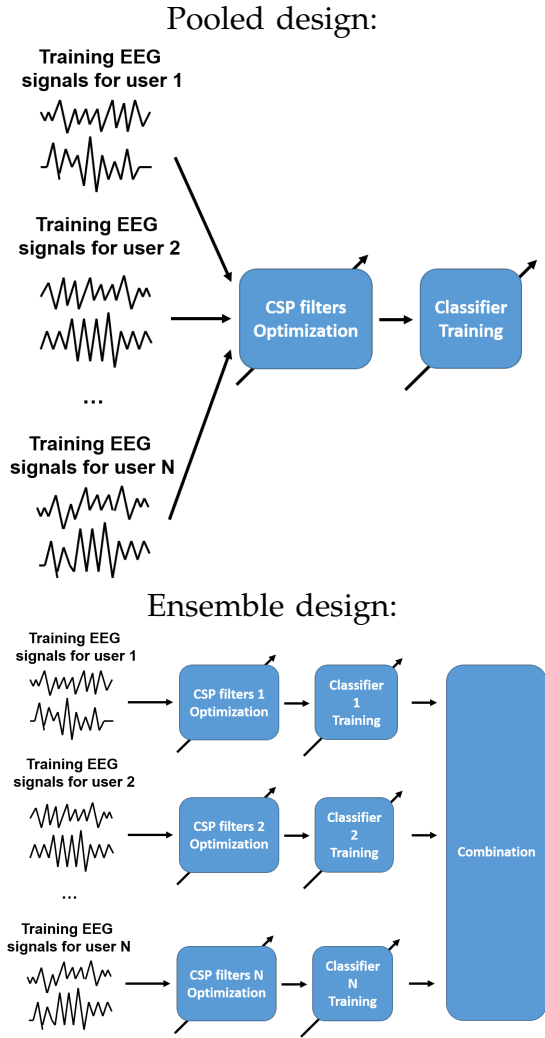 Pooled design:
Training EEG
signals for user 1
Training EEG
signals for user 2
...
Training EEG
signals for user N
CSP filters
Optimization
Classifier
Training
Ensemble design:
Training EEG
signals for user 1
CSP filters 1
Optimization
Classifier
1
Training
Training EEG
signals for user 2
CSP filters 2
Optimization
Classifier
2
Training
Combination
...
Training EEG
signals for user N
CSP filters N
Optimization
Classifier
N
Training